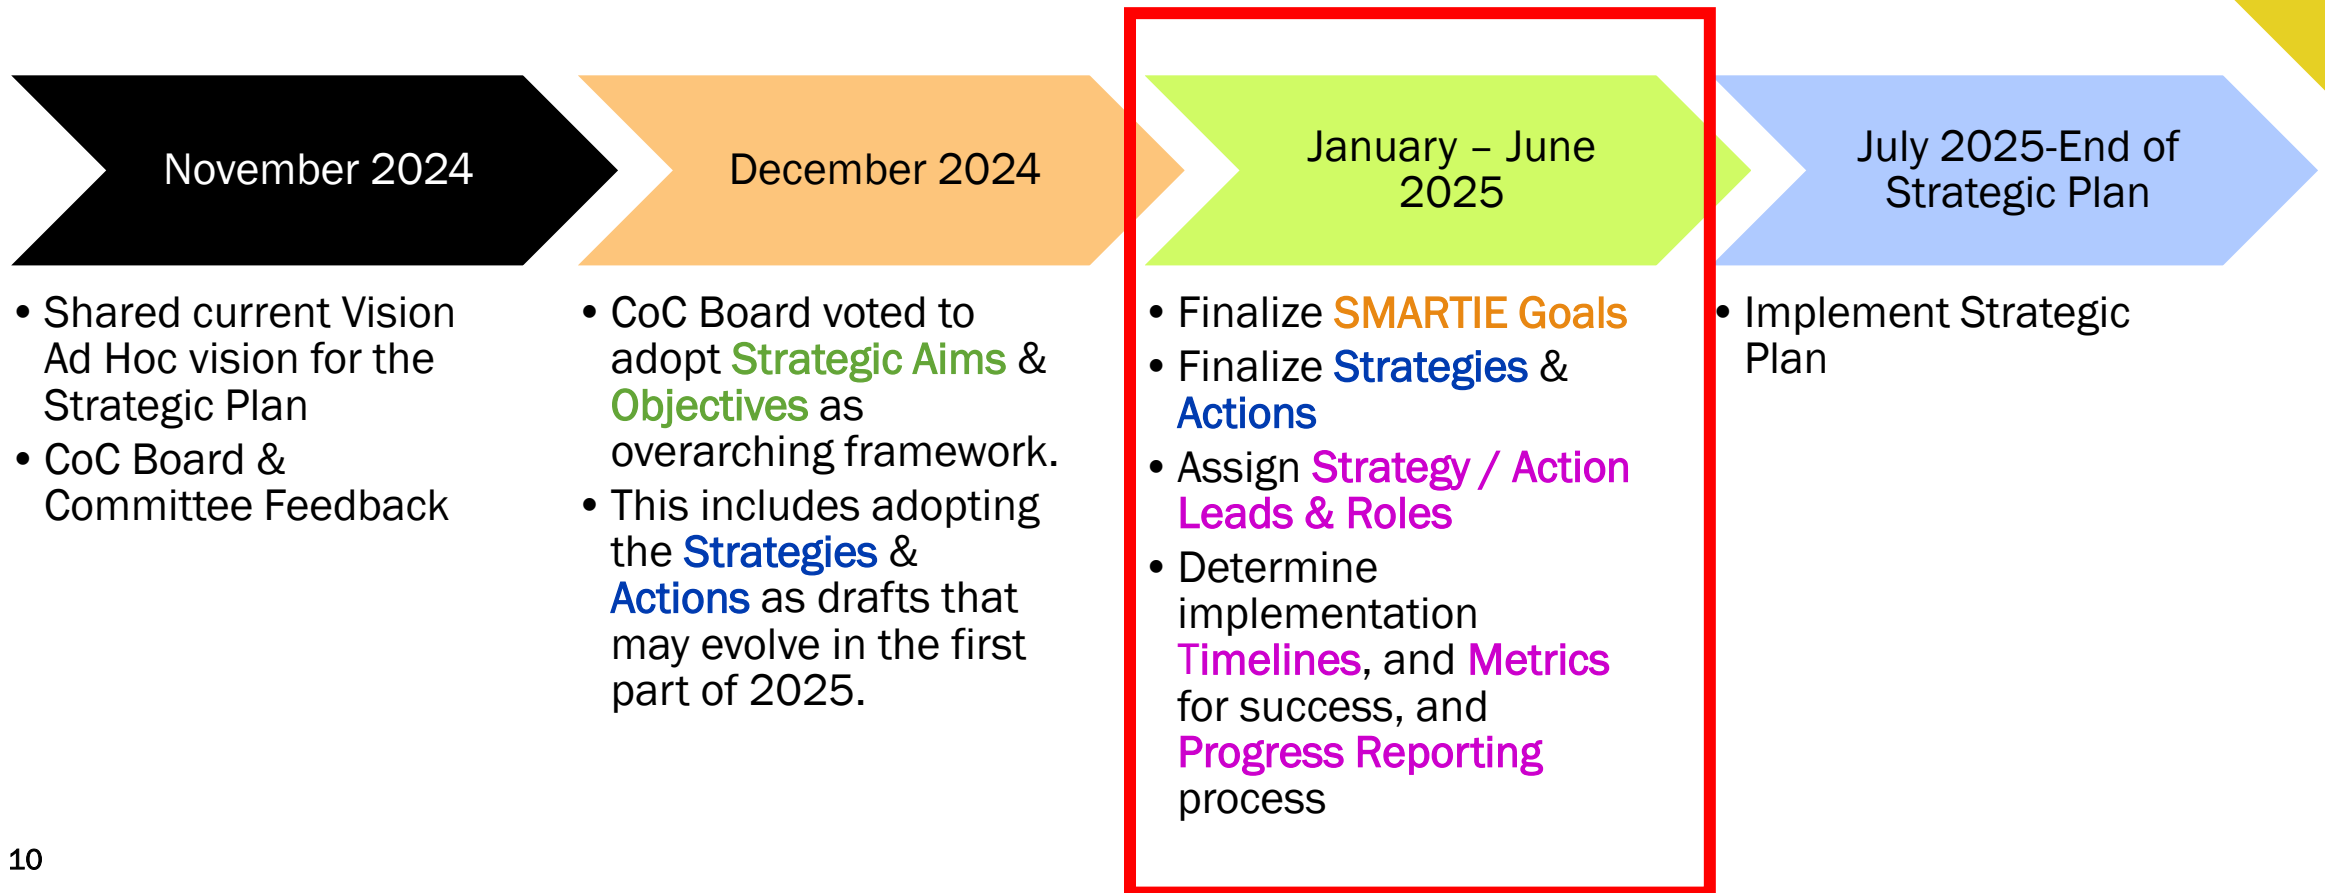 November 2024
• Shared current Vision
Ad Hoc vision for the
Strategic Plan
• CoC Board &
Committee Feedback
December 2024
• CoC Board voted to
adopt Strategic Aims &
Objectives as
overarching framework.
• This includes adopting
the Strategies &
Actions as drafts that
may evolve in the first
part of 2025.
January – June
2025
• Finalize SMARTIE Goals
• Finalize Strategies &
Actions
• Assign Strategy / Action
Leads & Roles
• Determine
implementation
Timelines, and Metrics
for success, and
Progress Reporting
process
July 2025-End of
Strategic Plan
• Implement Strategic
Plan
10